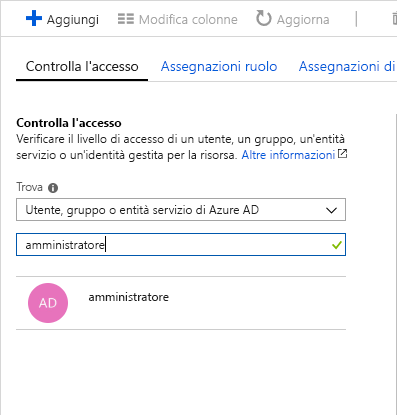 Aggiungi Modifica colonne Aggiorna
Controlla l'accesso Assegnazioni ruolo Assegnazioni di
Controlla l'accesso
Verificare il livello di accesso di un utente, un gruppo, un'entità
servizio o un'identità gestita per la risorsa. Altre informazioni
Trova
Utente, gruppo o entità servizio di Azure AD
amministratore
AD amministratore